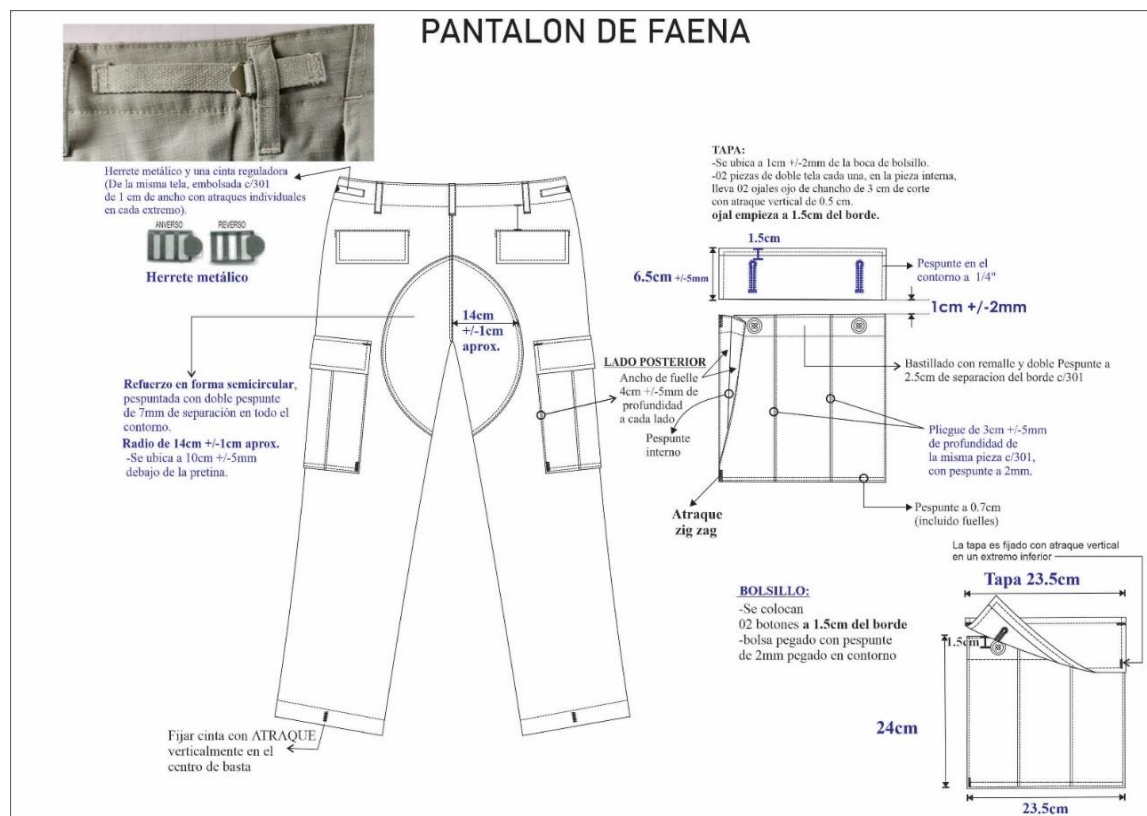 PANTALON DE FAENA
Herrete metálico y una cinta reguladora
(De la misma tela, embolsada c/301
de 1 cm de ancho con atraques individuales
en cada extremo).
ANVERSO
REVERSO
Herrete metálico
TAPA:
-Se ubica a 1cm +/-2mm de la boca de bolsillo.
-02 piezas de doble tela cada una, en la pieza interna,
lleva 02 ojales ojo de chancho de 3 cm de corte
con atraque vertical de 0.5 cm.
ojal empieza a 1.5cm del borde.
1.5cm
6.5cm +/-5mm
Pespunte en el
contorno a 1/4"
1cm +/-2mm
14cm
+/-1cm
aprox.
LADO POSTERIOR
Ancho de fuelle
4cm +/-5mm de
profundidad
a cada lado
Pespunte
interno
Bastillado con remalle y doble Pespunte a
2.5cm de separacion del borde c/301
Pliegue de 3cm +/-5mm
de profundidad de
la misma pieza c/301,
con pespunte a 2mm.
Refuerzo en forma semicircular,
pespuntada con doble pespunte
de 7mm de separación en todo el
contorno.
Radio de 14cm +/-1cm aprox.
-Se ubica a 10cm +/-5mm
debajo de la pretina.
Atraque
zig zag
Pespunte a 0.7cm
(incluido fuelles)
La tapa es fijado con atraque vertical
en un extremo inferior
Tapa 23.5cm
BOLSILLO:
-Se colocan
02 botones a 1.5cm del borde
-bolsa pegado con pespunte
de 2mm pegado en contorno
1.5cm
24cm
23.5cm
Fijar cinta con ATRAQUE
verticalmente en el
centro de basta